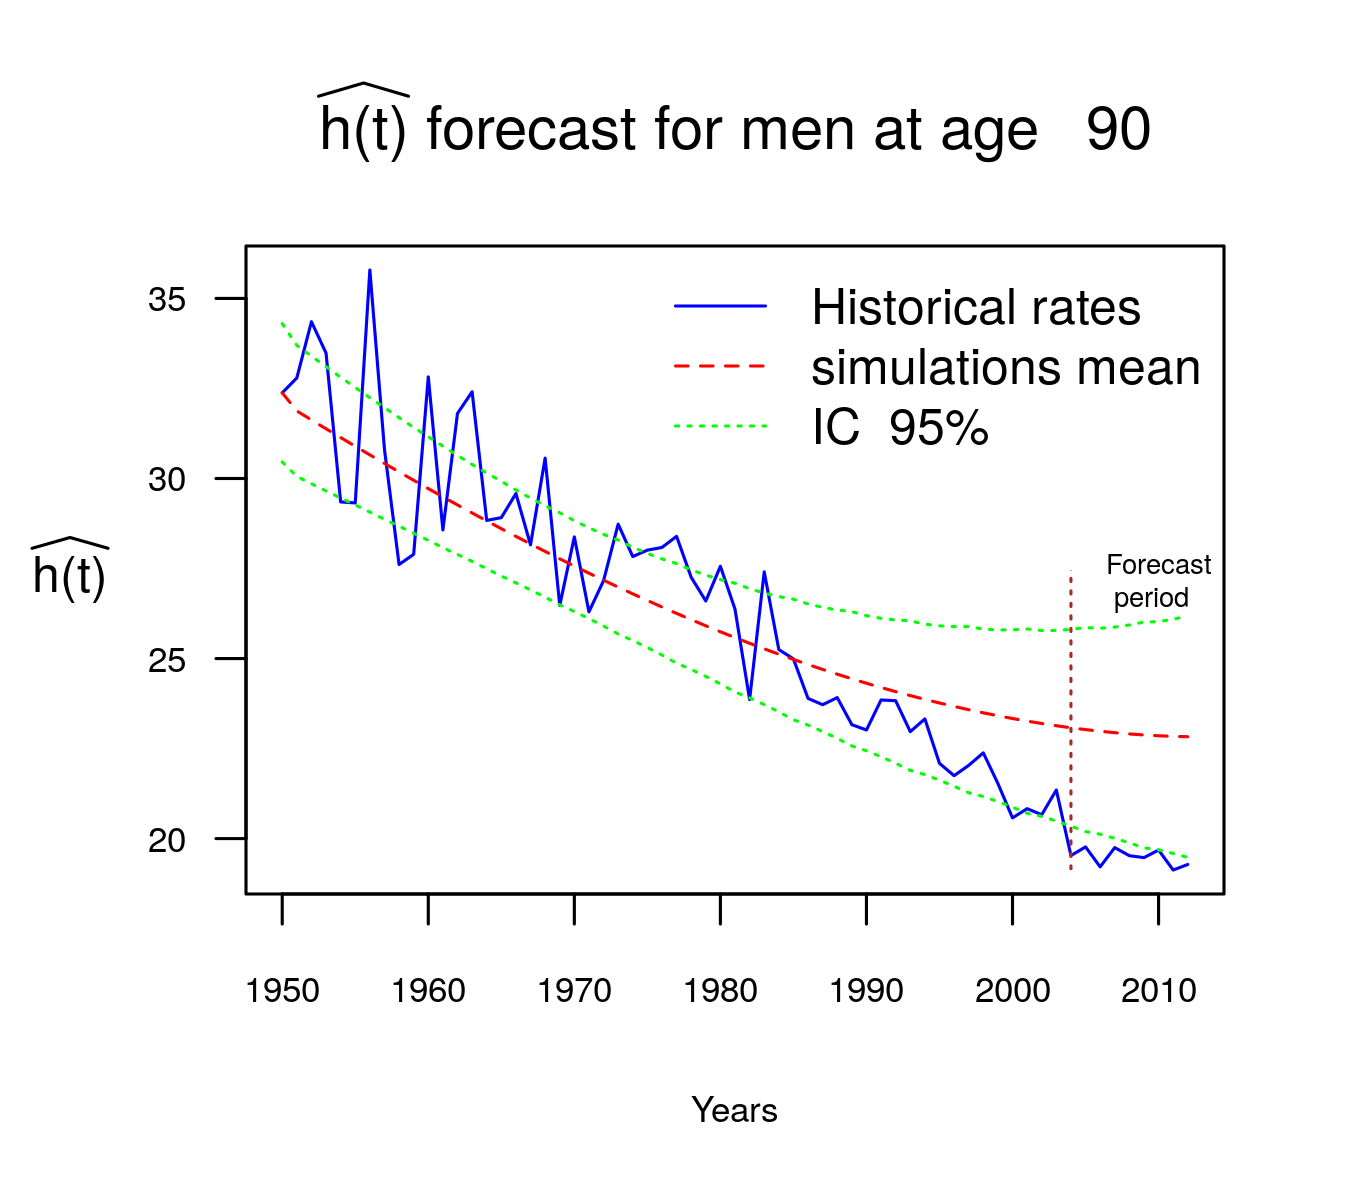 h(t) forecast for men at age 90
35
30
25
20
h(t)
Historical rates
simulations mean
IC 95%
Forecast
period
1950 1960 1970 1980 1990 2000 2010
Years